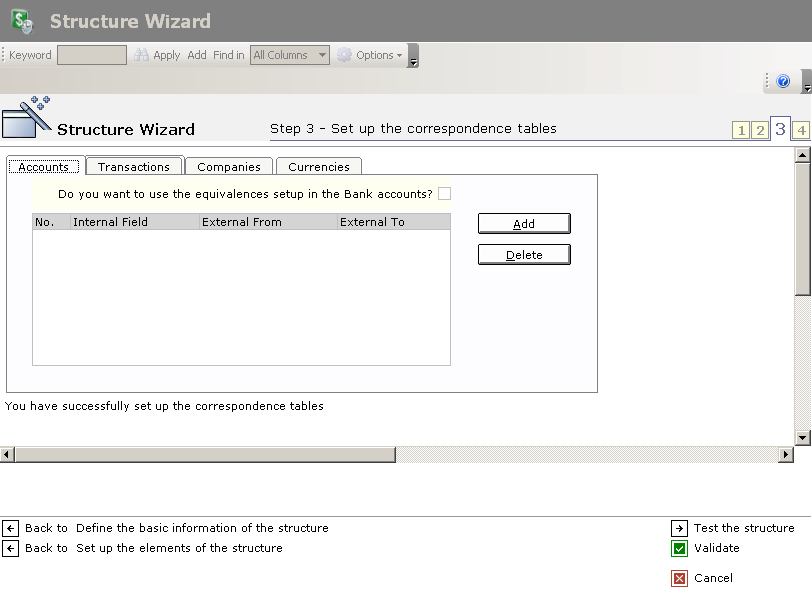 Structure Wizard
Keyword Apply Add Find in All Columns Options
Structure Wizard Step 3 - Set up the correspondence tables 1 2 3 4
Accounts Transactions Companies Currencies
Do you want to use the equivalences setup in the Bank accounts?
No. Internal Field External From External To
Add
Delete
You have successfully set up the correspondence tables
Back to Define the basic information of the structure
Back to Set up the elements of the structure
Test the structure
Validate
Cancel